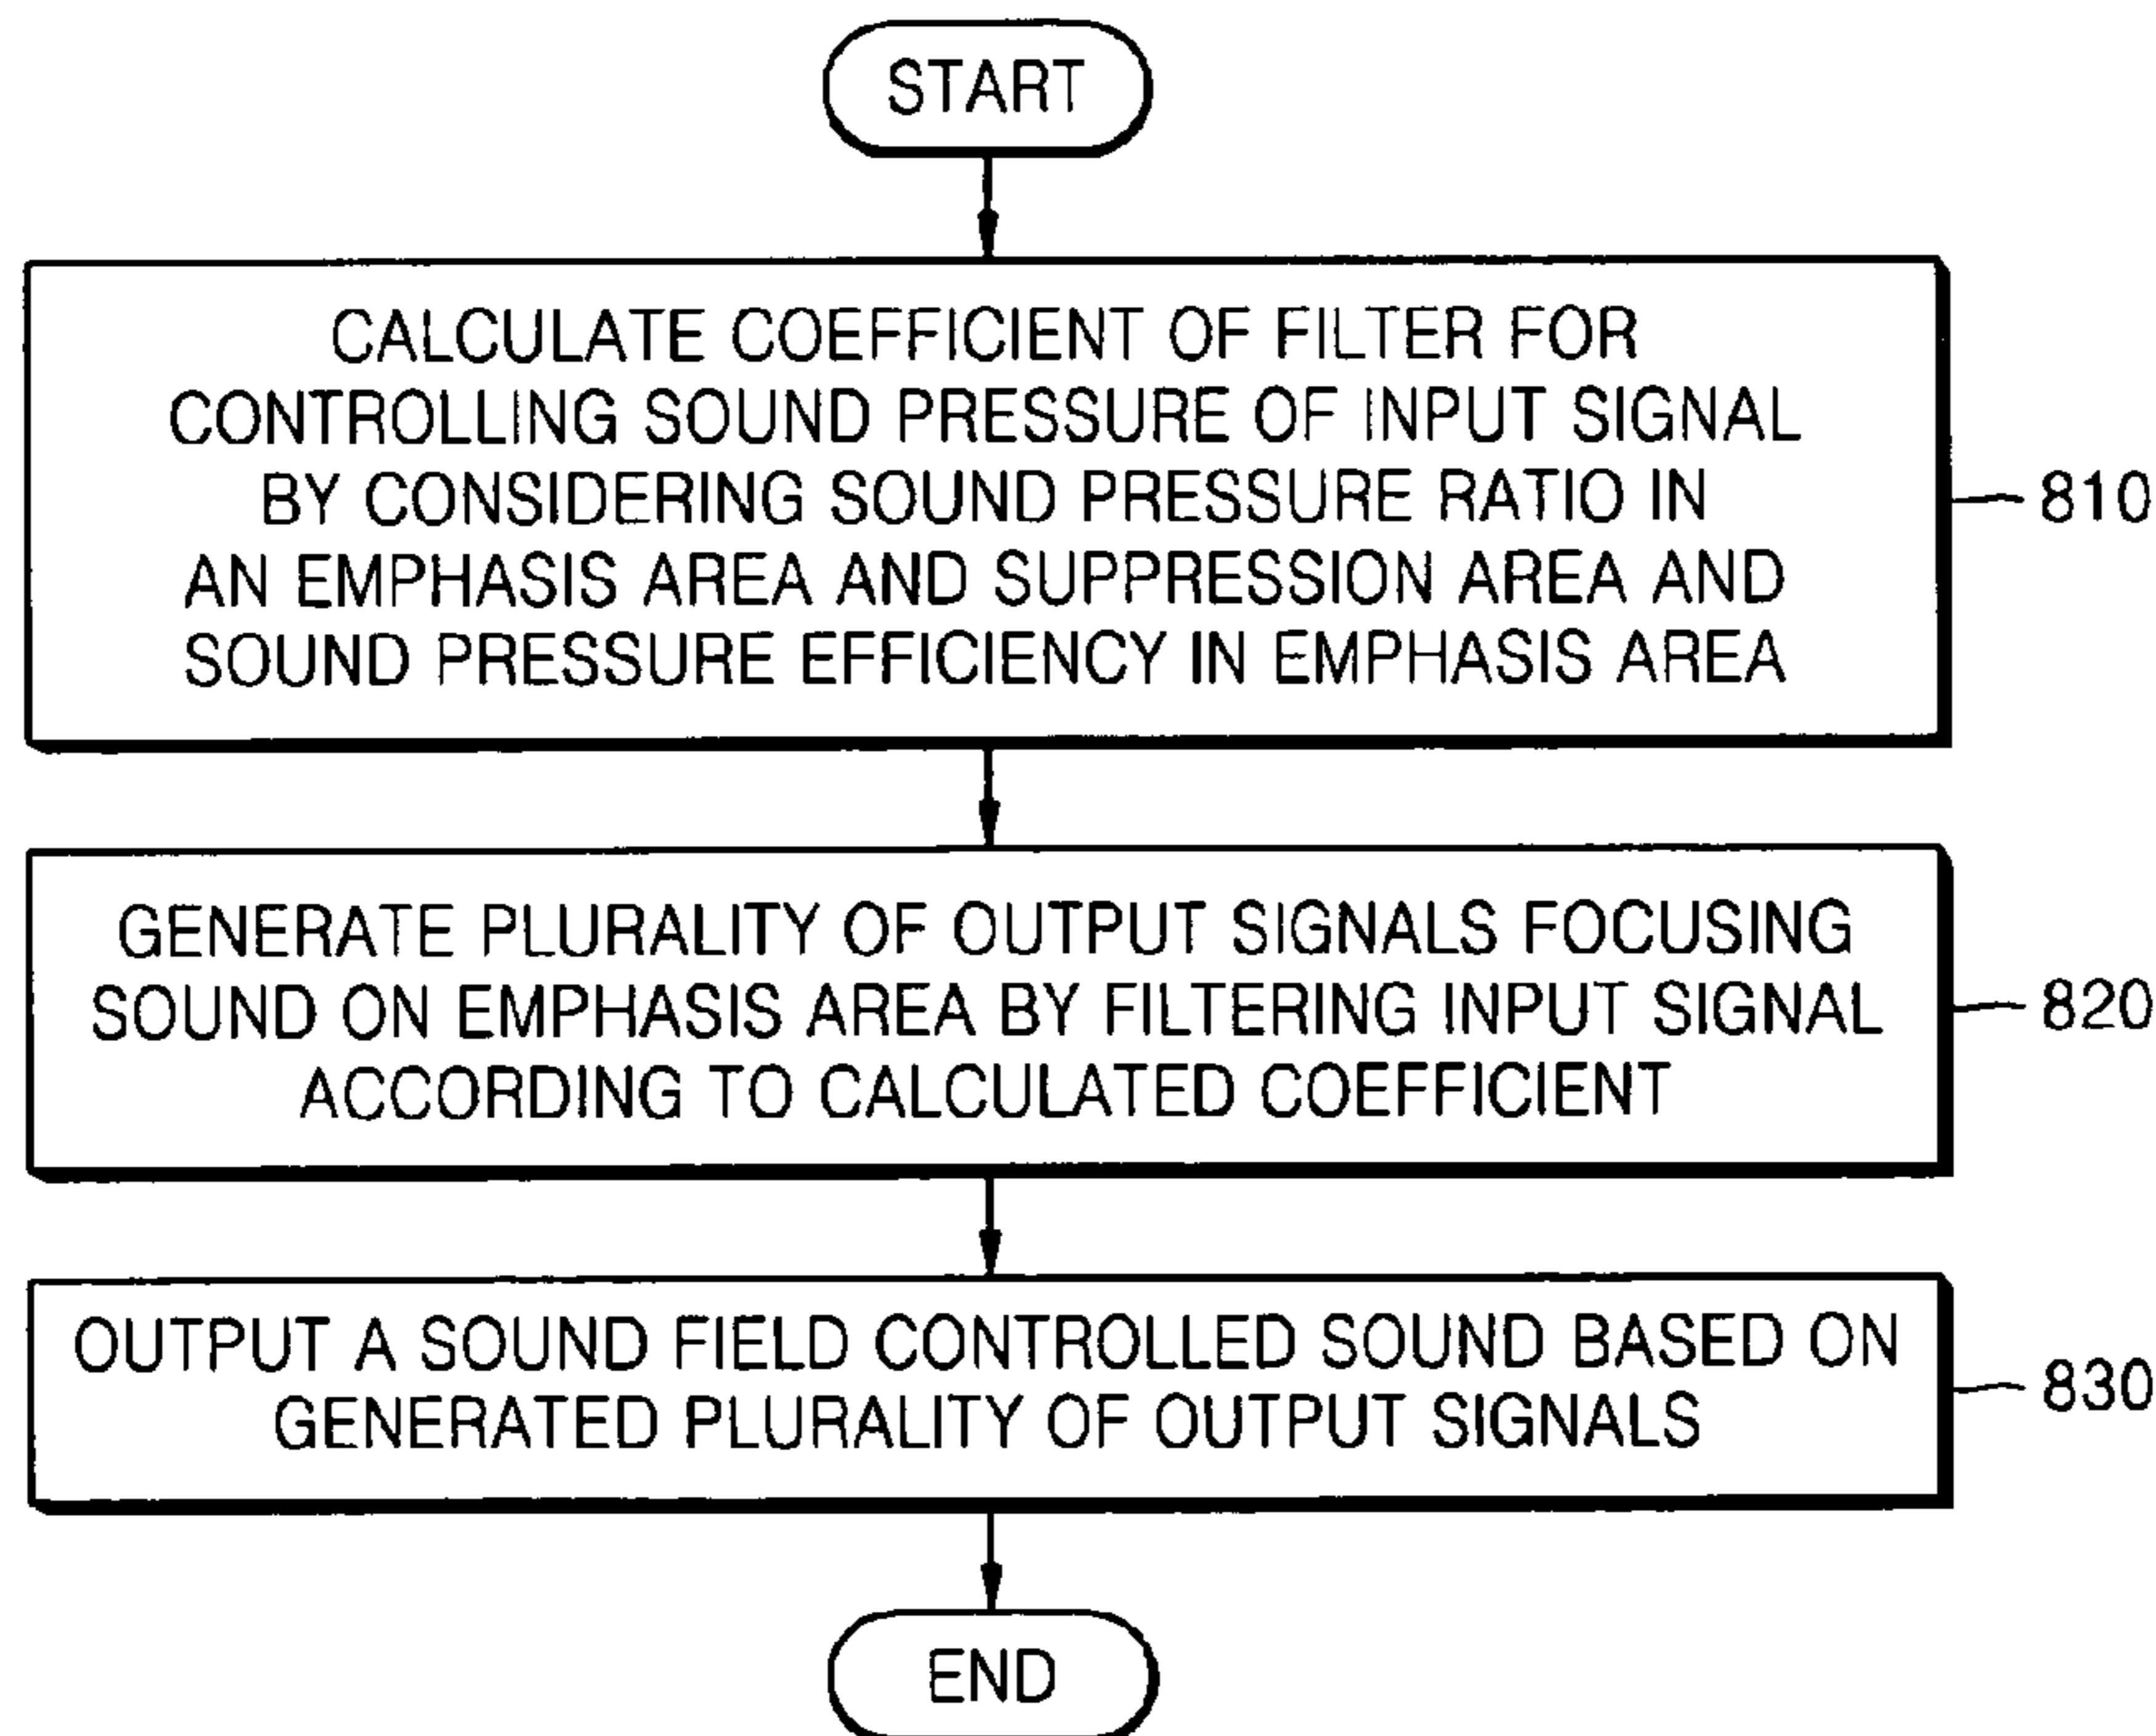 START
CALCULATE COEFFICIENT OF FILTER FOR
CONTROLLING SOUND PRESSURE OF INPUT SIGNAL
BY CONSIDERING SOUND PRESSURE RATIO IN
AN EMPHASIS AREA AND SUPPRESSION AREA AND
SOUND PRESSURE EFFICIENCY IN EMPHASIS AREA
810
GENERATE PLURALITY OF OUTPUT SIGNALS FOCUSING
SOUND ON EMPHASIS AREA BY FILTERING INPUT SIGNAL
ACCORDING TO CALCULATED COEFFICIENT
820
OUTPUT A SOUND FIELD CONTROLLED SOUND BASED ON
GENERATED PLURALITY OF OUTPUT SIGNALS
830
END